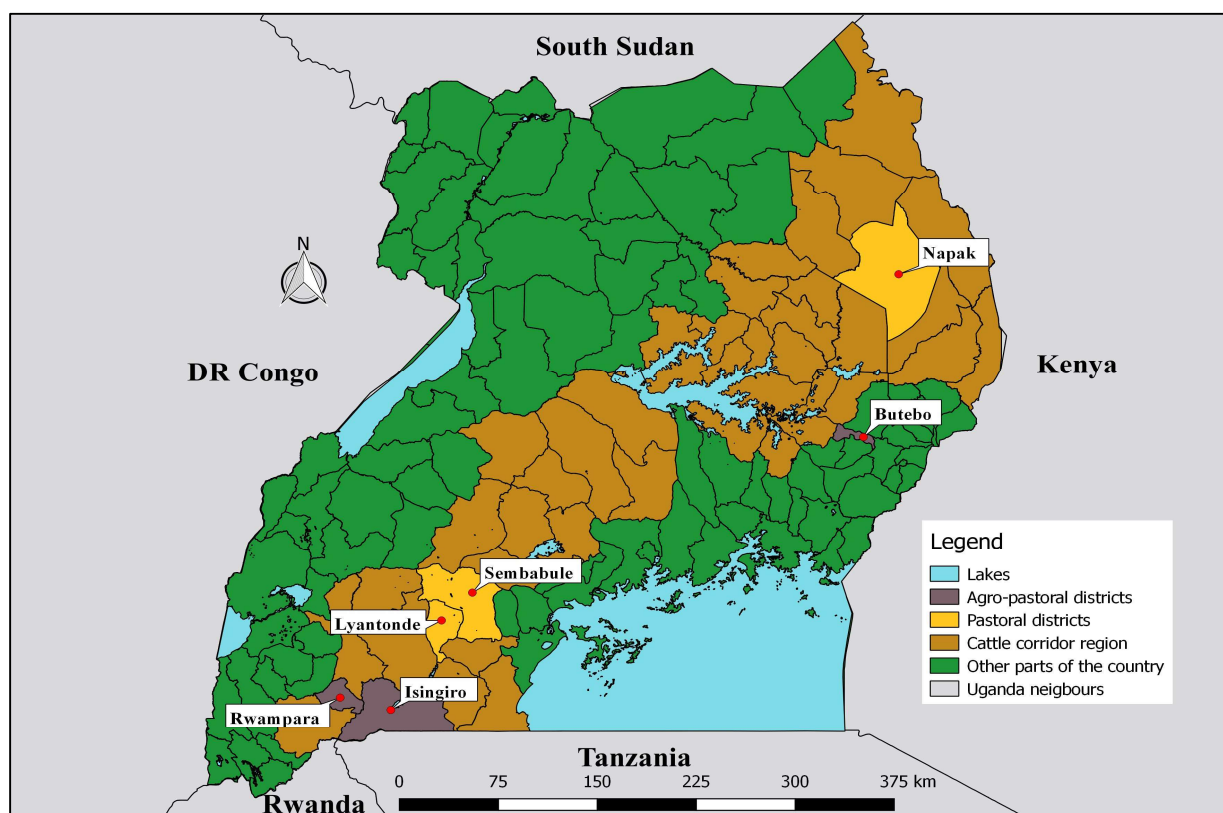 South Sudan
N
Napak
DR Congo
Kenya
Butebo
Legend
Lakes
Agro-pastoral districts
Pastoral districts
Cattle corridor region
Other parts of the country
Uganda neigbours
Sembabule
Lyantonde
Isingiro
Rwampara
Tanzania
0 75 150 225 300 375 km
Rwanda